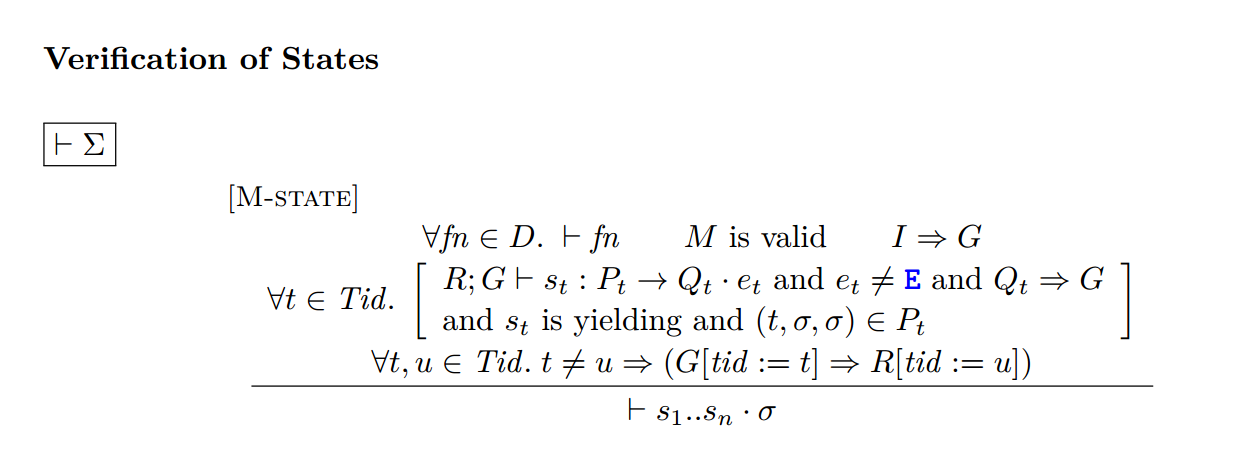 Verification of States
⊢ Σ
[M-STATE]
∀fn ∈ D. ⊢ fn M is valid I ⇒ G
∀t ∈ Tid. [ R; G ⊢ s_t : P_t → Q_t · e_t and e_t ≠ E and Q_t ⇒ G
and s_t is yielding and (t, σ, σ) ∈ P_t ]
∀t, u ∈ Tid. t ≠ u ⇒ (G[tid := t] ⇒ R[tid := u])
⊢ s_1..s_n · σ